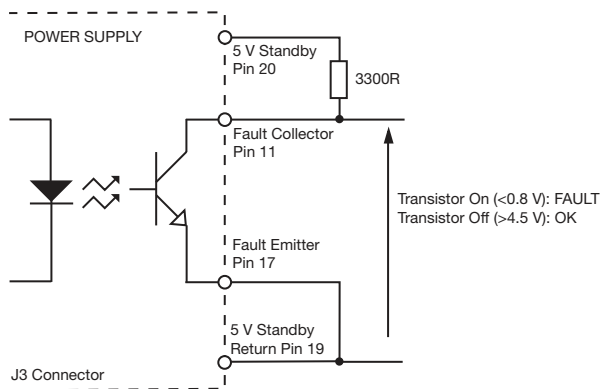 POWER SUPPLY
5 V Standby
Pin 20
3300R
Fault Collector
Pin 11
Transistor On (<0.8 V): FAULT
Transistor Off (>4.5 V): OK
Fault Emitter
Pin 17
5 V Standby
Return Pin 19
J3 Connector